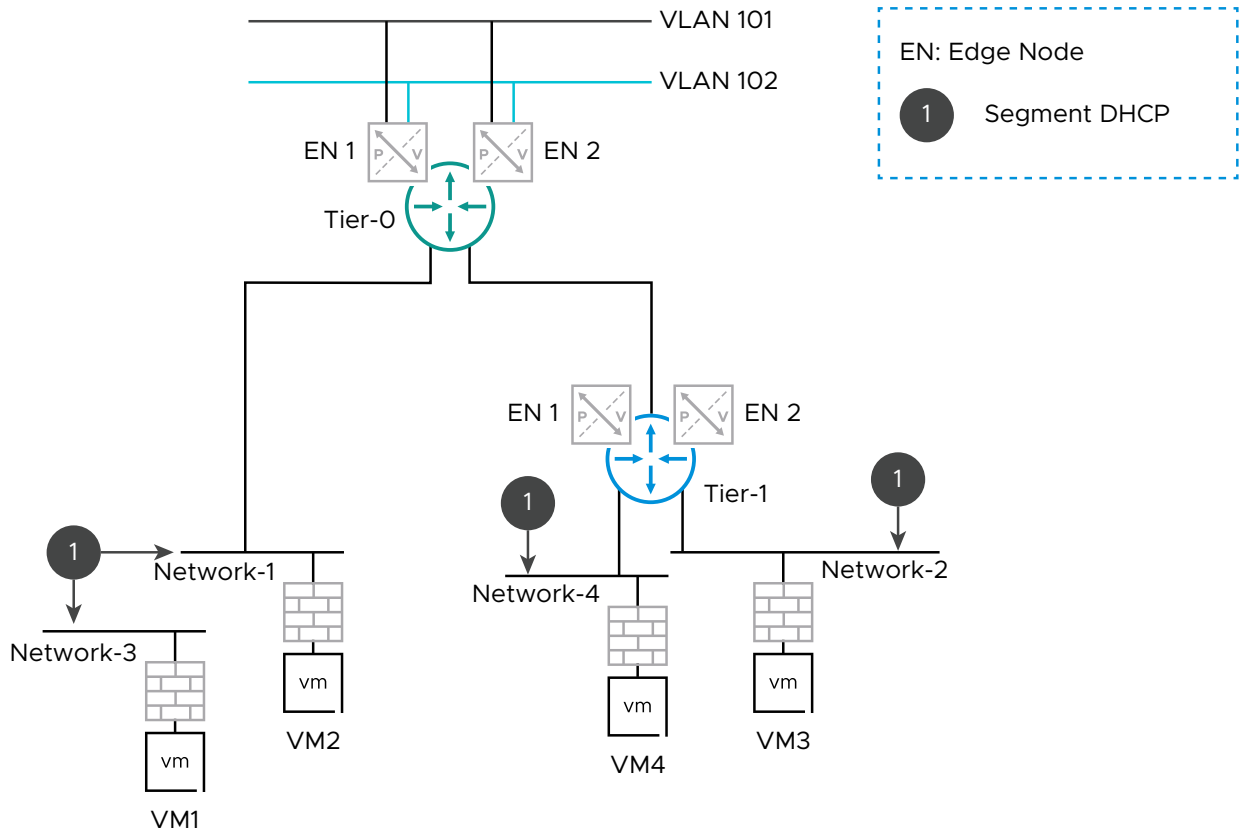 VLAN 101
VLAN 102
EN: Edge Node
1 Segment DHCP
EN 1
P V
P V
EN 2
Tier-0
EN 1
P V
P V
EN 2
Tier-1
1
1
1
Network-1
Network-2
Network-4
Network-3
vm
VM2
vm
VM4
vm
VM3
vm
VM1